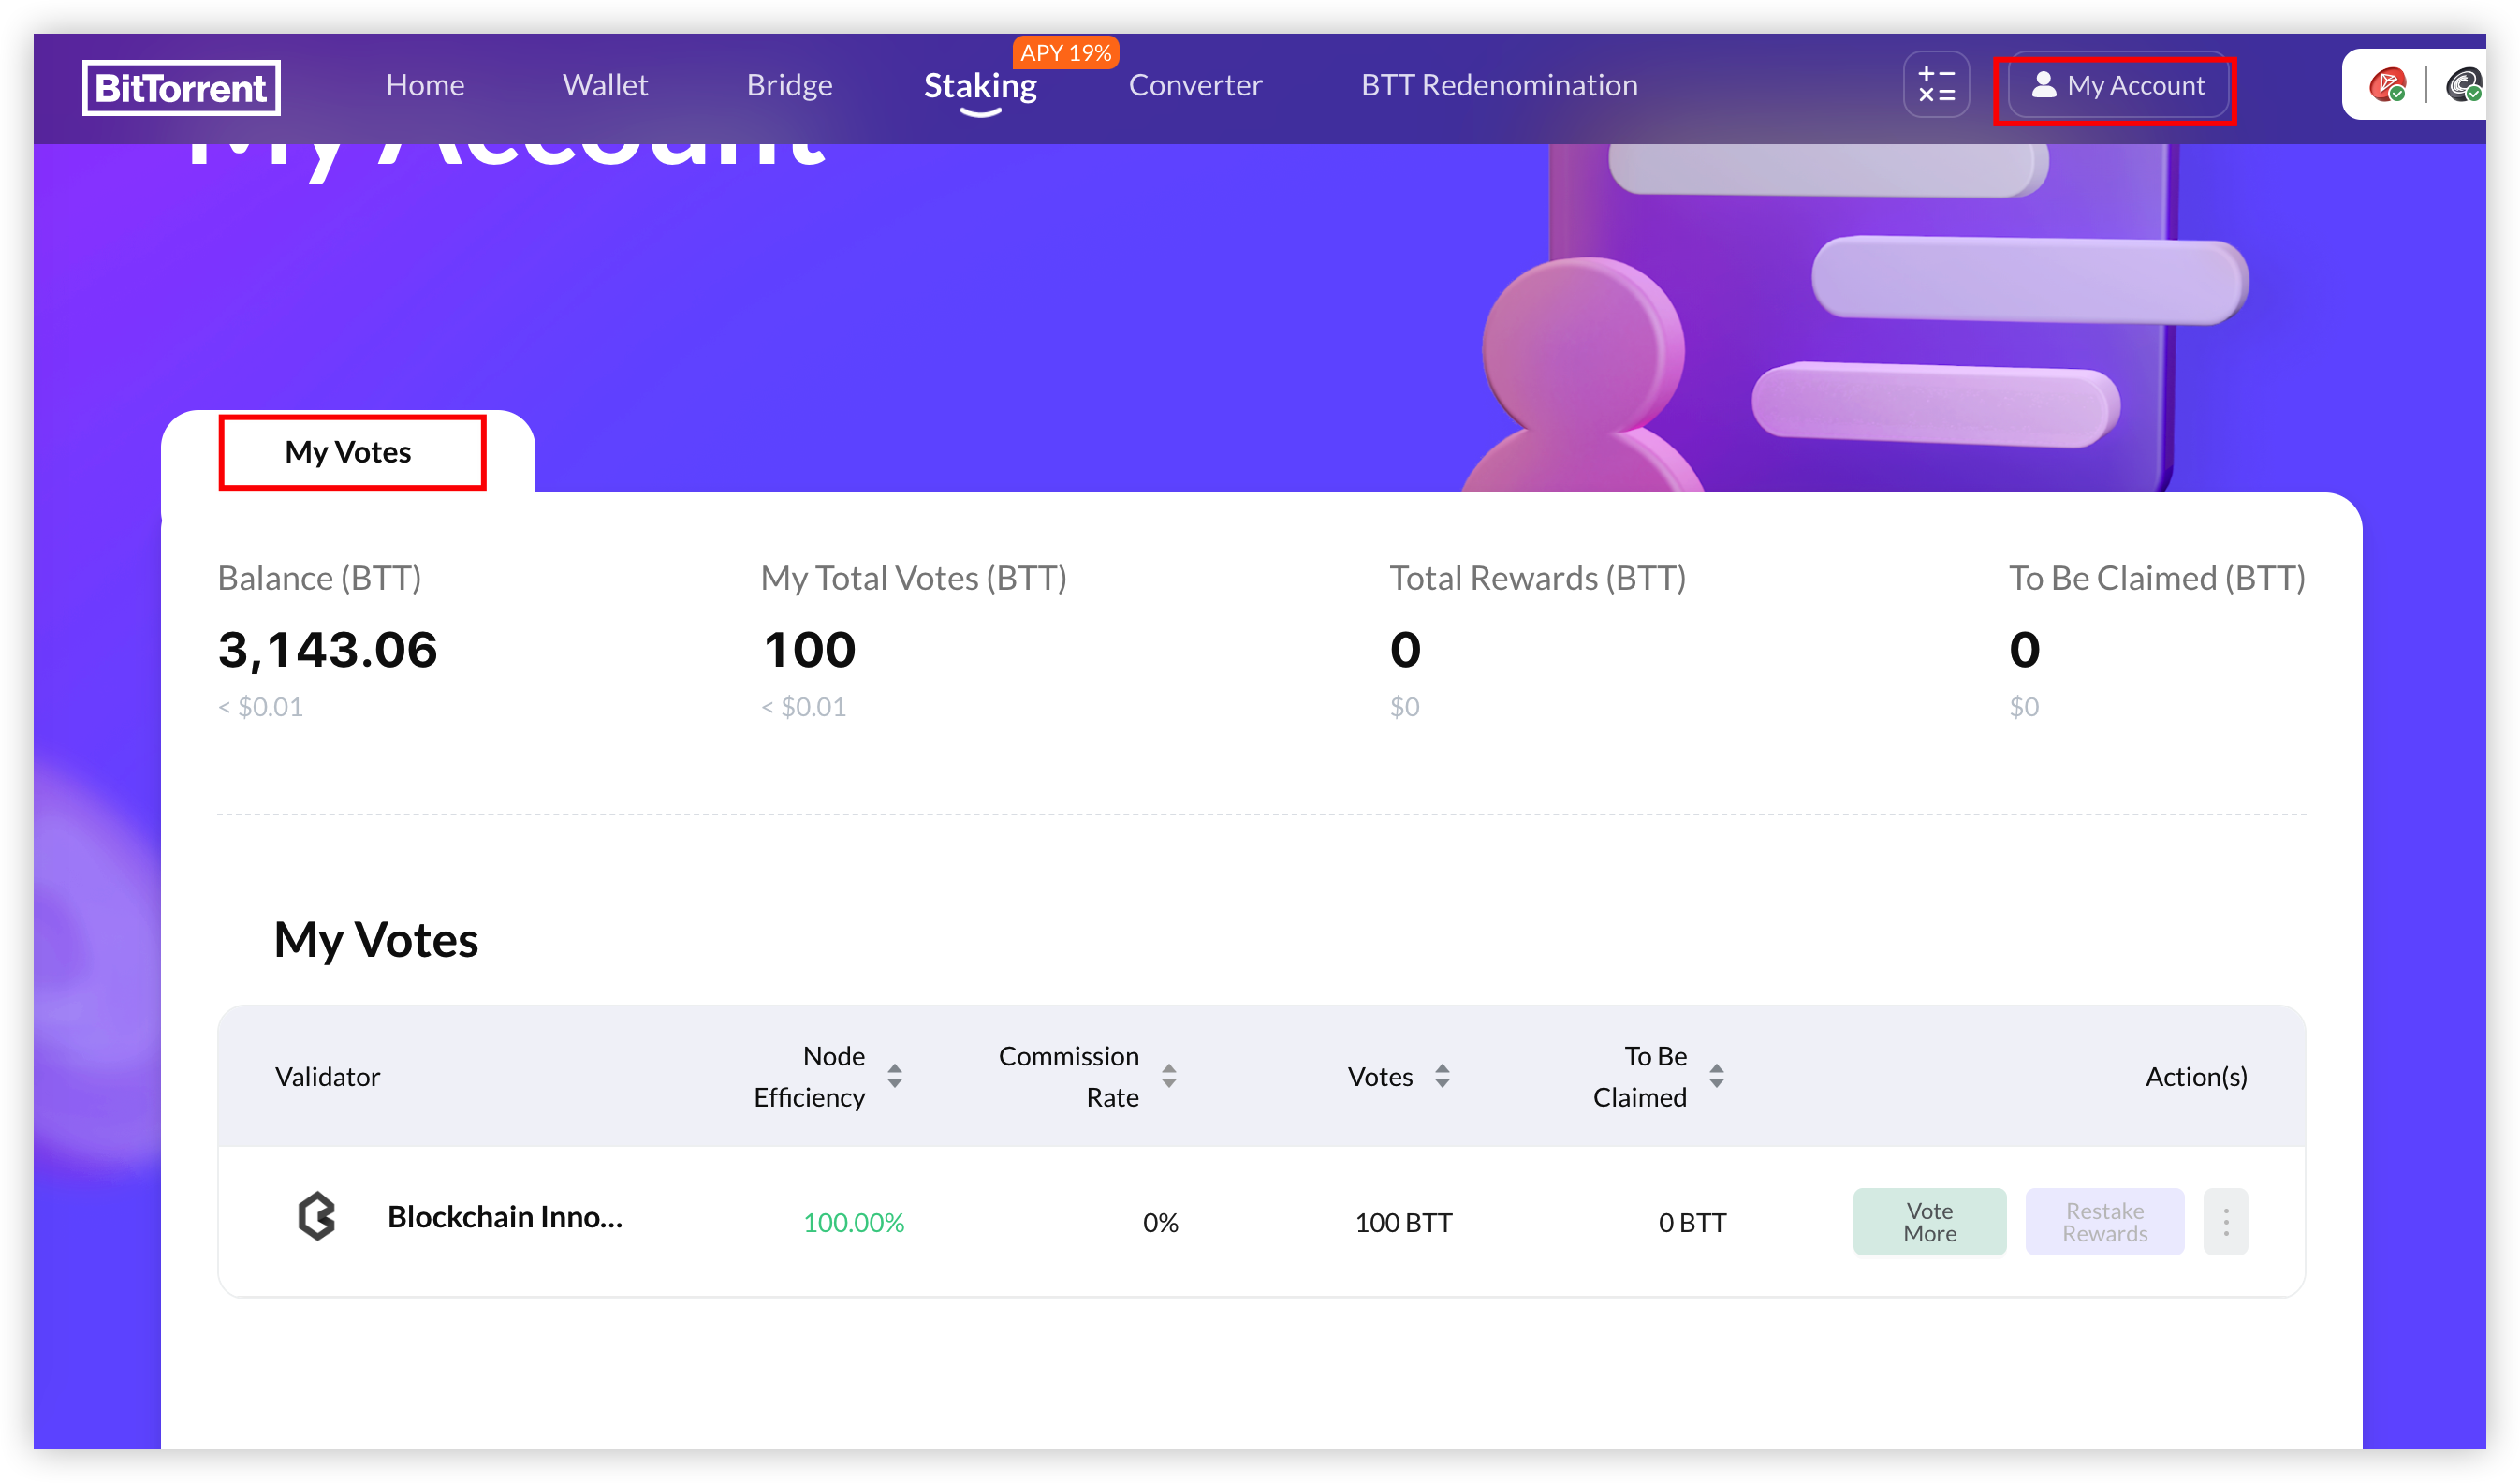 APY 19%
BitTorrent Home Wallet Bridge Staking Converter BTT Redenomination My Account
My Account
My Votes
Balance (BTT) My Total Votes (BTT) Total Rewards (BTT) To Be Claimed (BTT)
3,143.06 100 0 0
< $0.01 < $0.01 $0 $0
My Votes
Validator Node Efficiency Commission Rate Votes To Be Claimed Action(s)
Blockchain Inno... 100.00% 0% 100 BTT 0 BTT Vote More Restake Rewards